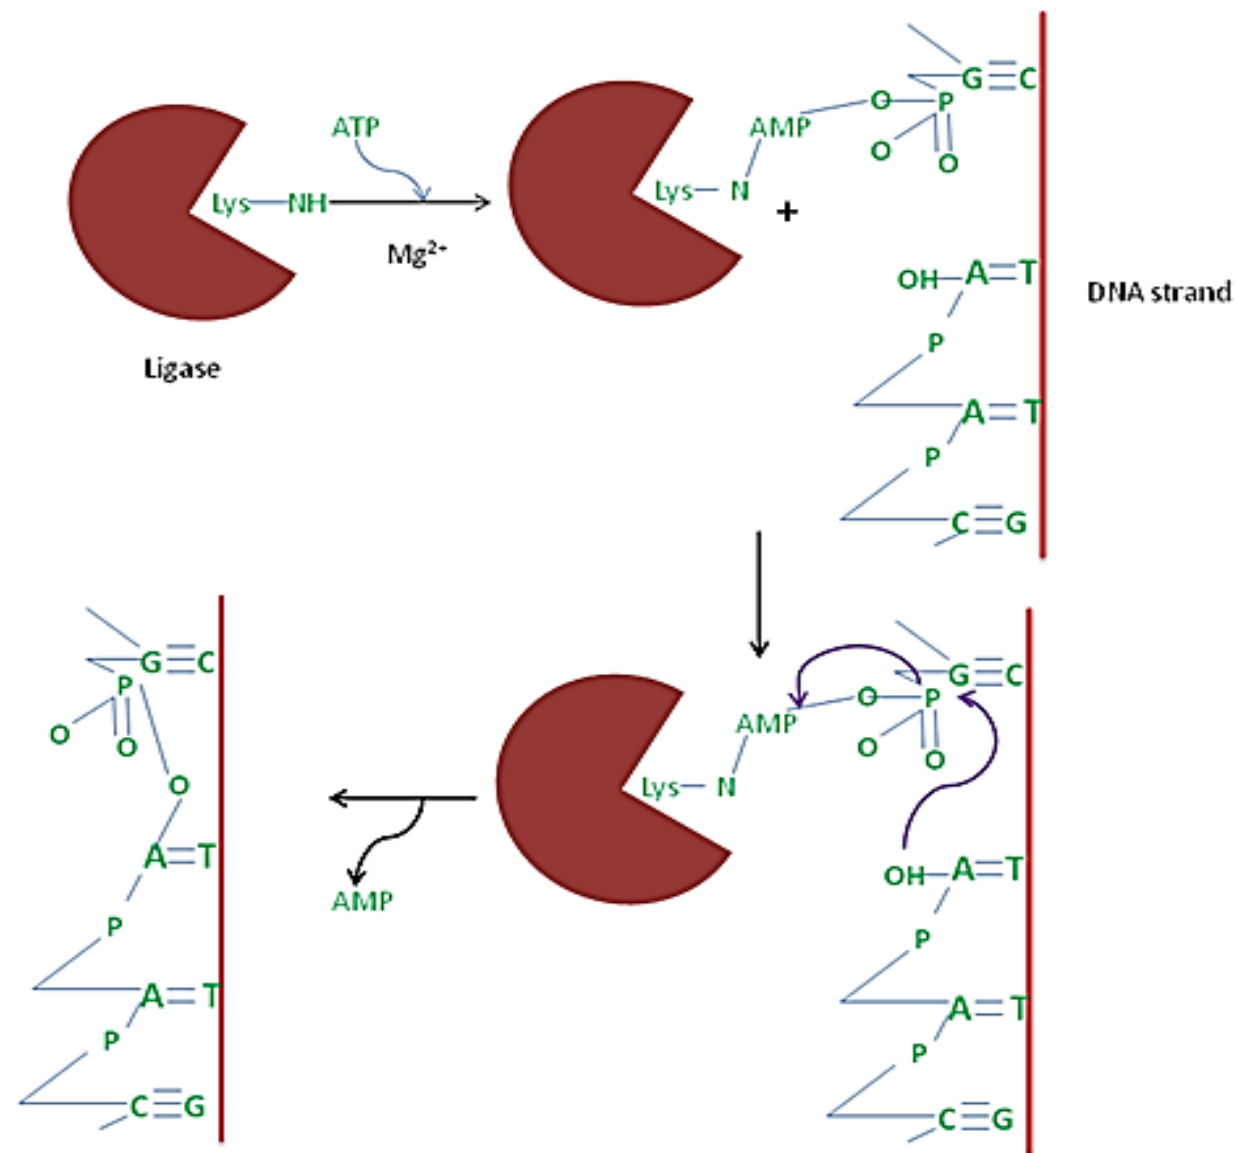 ATP
Lys NH
Mg²⁺
Ligase
AMP
Lys N
+
G C
O P
O O
OH A T
P
A T
P
C G
DNA strand
G C
P
O O
O
A T
P
A T
P
C G
AMP
AMP
Lys N
G C
O P
O O
OH A T
P
A T
P
C G